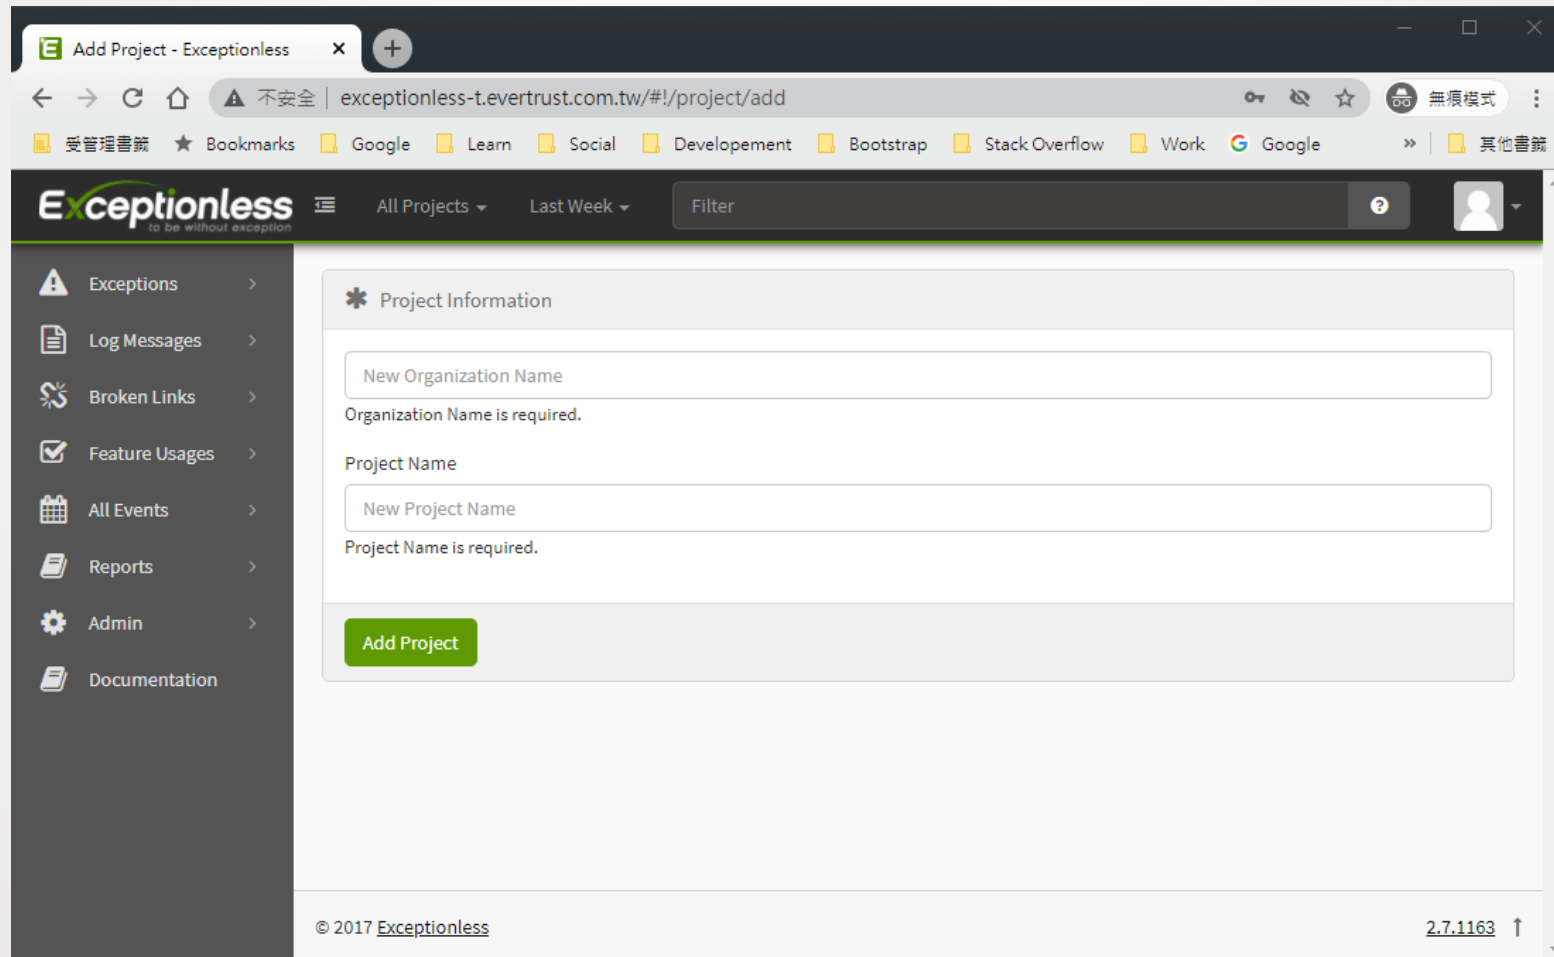 Add Project - Exceptionless
不安全 exceptionless-t.evertrust.com.tw/#!/project/add 無痕模式
受管理書籤 Bookmarks Google Learn Social Developement Bootstrap Stack Overflow Work Google » 其他書籤
Exceptionless All Projects Last Week Filter
to be without exception
Exceptions
Log Messages
Broken Links
Feature Usages
All Events
Reports
Admin
Documentation
Project Information
New Organization Name
Organization Name is required.
Project Name
New Project Name
Project Name is required.
Add Project
© 2017 Exceptionless 2.7.1163